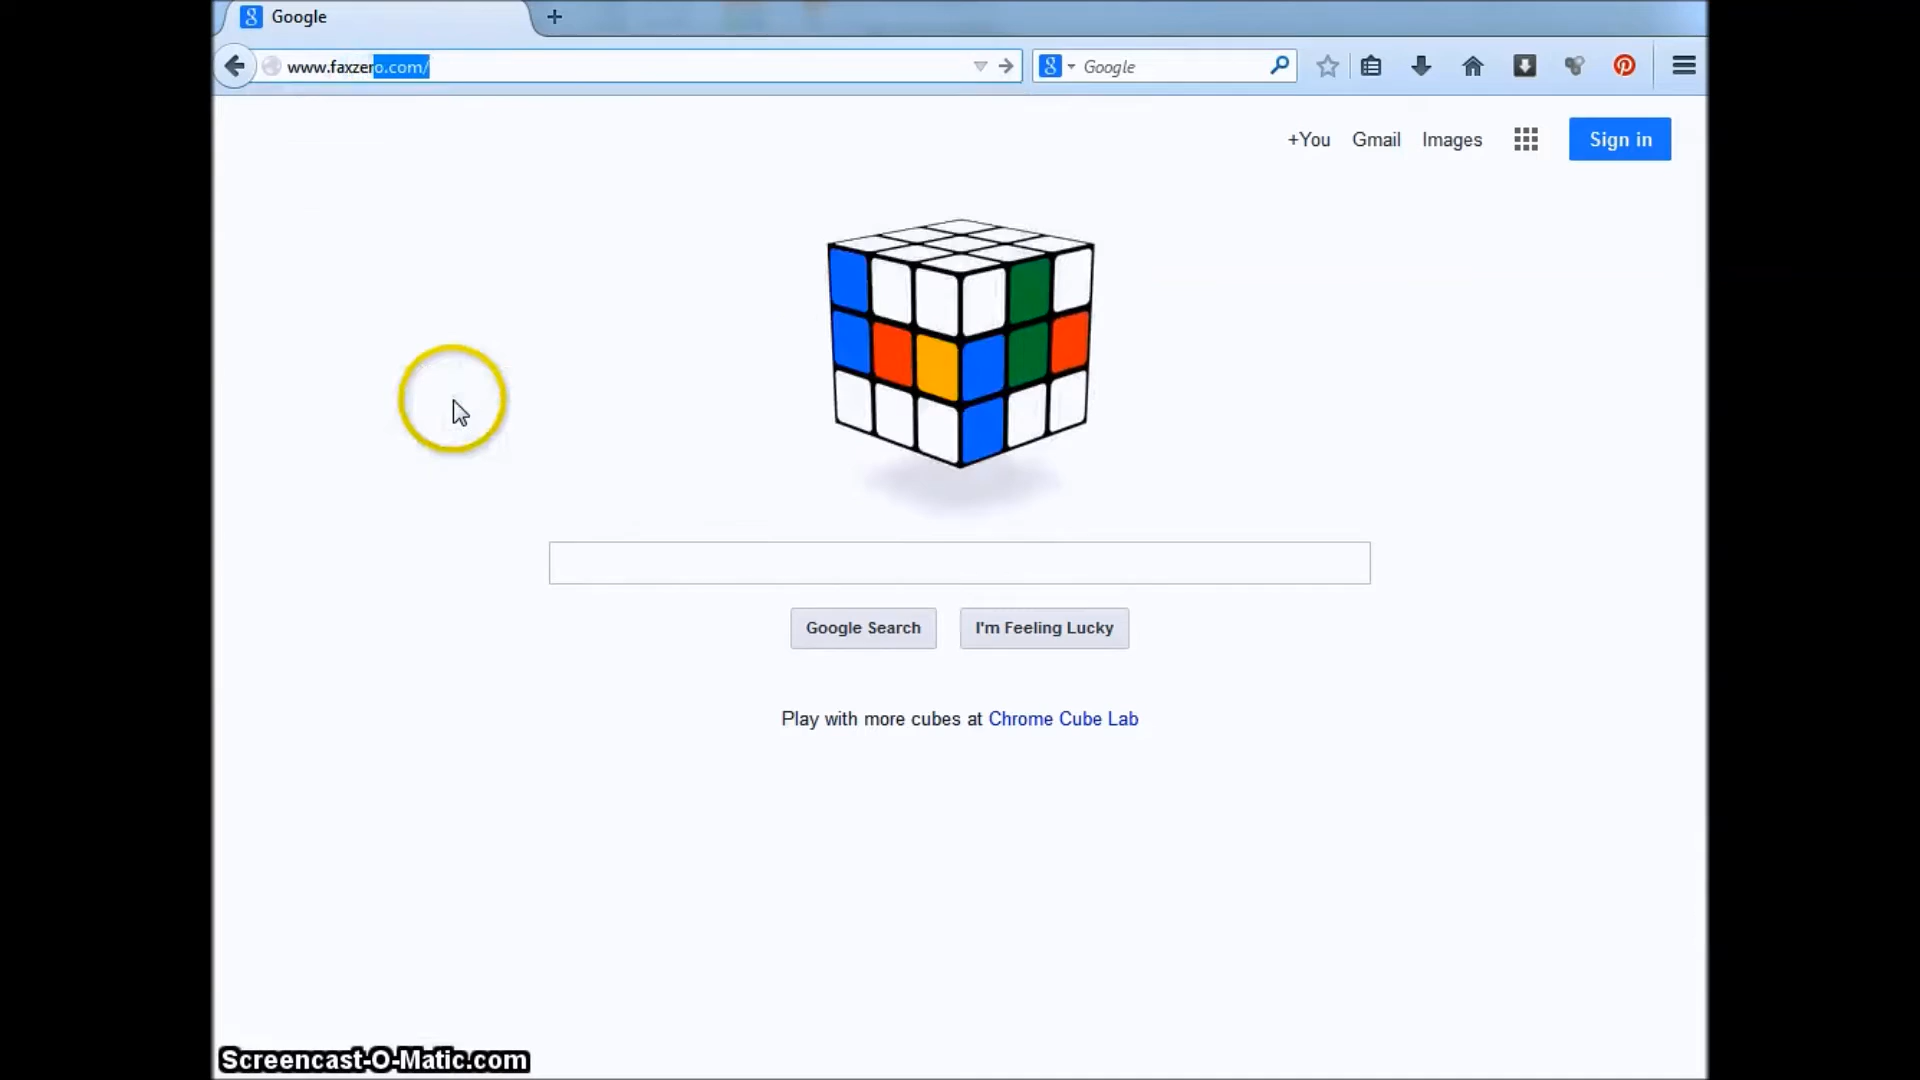 Google
www.faxzero.com/
Google
+You Gmail Images Sign in
Google Search I'm Feeling Lucky
Play with more cubes at Chrome Cube Lab
Screencast-O-Matic.com